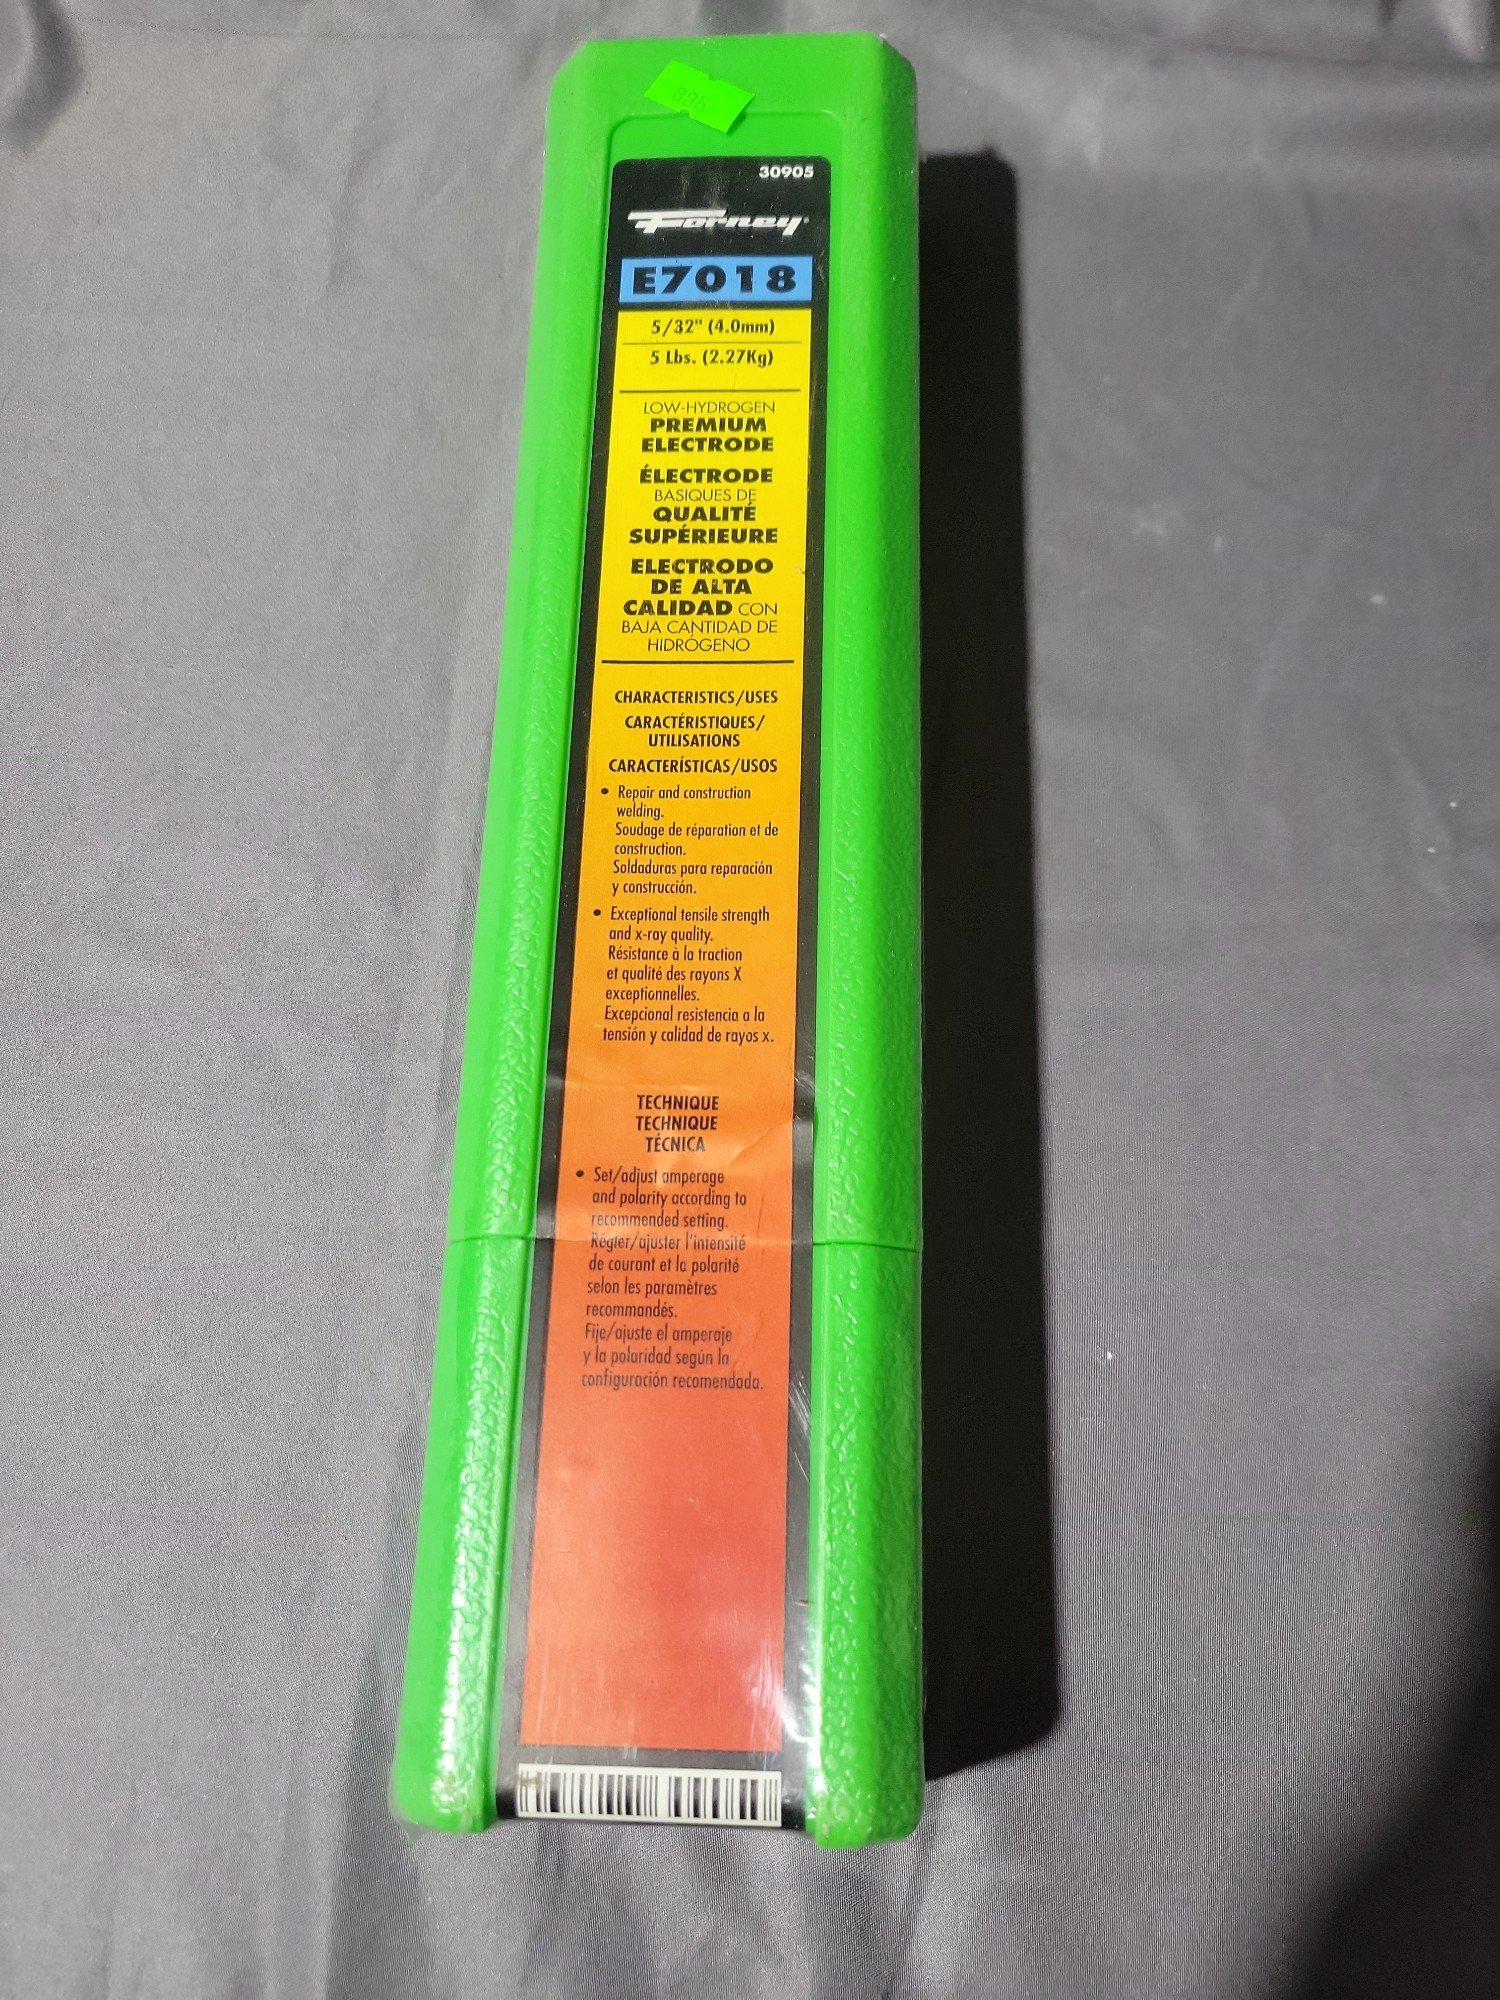 885
30905
Forney
E7018
5/32" (4.0mm)
5 Lbs. (2.27Kg)
LOW-HYDROGEN
PREMIUM
ELECTRODE
ÉLECTRODE
BASIQUES DE
QUALITÉ
SUPÉRIEURE
ELECTRODO
DE ALTA
CALIDAD CON
BAJA CANTIDAD DE
HIDRÓGENO
CHARACTERISTICS/USES
CARACTÉRISTIQUES/
UTILISATIONS
CARACTERÍSTICAS/USOS
• Repair and construction
welding.
Soudage de réparation et de
construction.
Soldaduras para reparación
y construcción.
• Exceptional tensile strength
and x-ray quality.
Résistance à la traction
et qualité des rayons X
exceptionnelles.
Excepcional resistencia a la
tensión y calidad de rayos x.
TECHNIQUE
TECHNIQUE
TÉCNICA
• Set/adjust amperage
and polarity according to
recommended setting.
Régler/ajuster l'intensité
de courant et la polarité
selon les paramètres
recommandés.
Fije/ajuste el amperaje
y la polaridad según la
configuración recomendada.